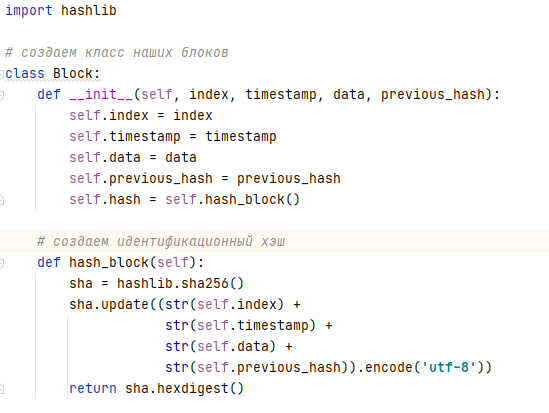 import hashlib
# создаем класс наших блоков
class Block:
    def __init__(self, index, timestamp, data, previous_hash):
        self.index = index
        self.timestamp = timestamp
        self.data = data
        self.previous_hash = previous_hash
        self.hash = self.hash_block()
    # создаем идентификационный хэш
    def hash_block(self):
        sha = hashlib.sha256()
        sha.update((str(self.index) +
                    str(self.timestamp) +
                    str(self.data) +
                    str(self.previous_hash)).encode('utf-8'))
        return sha.hexdigest()